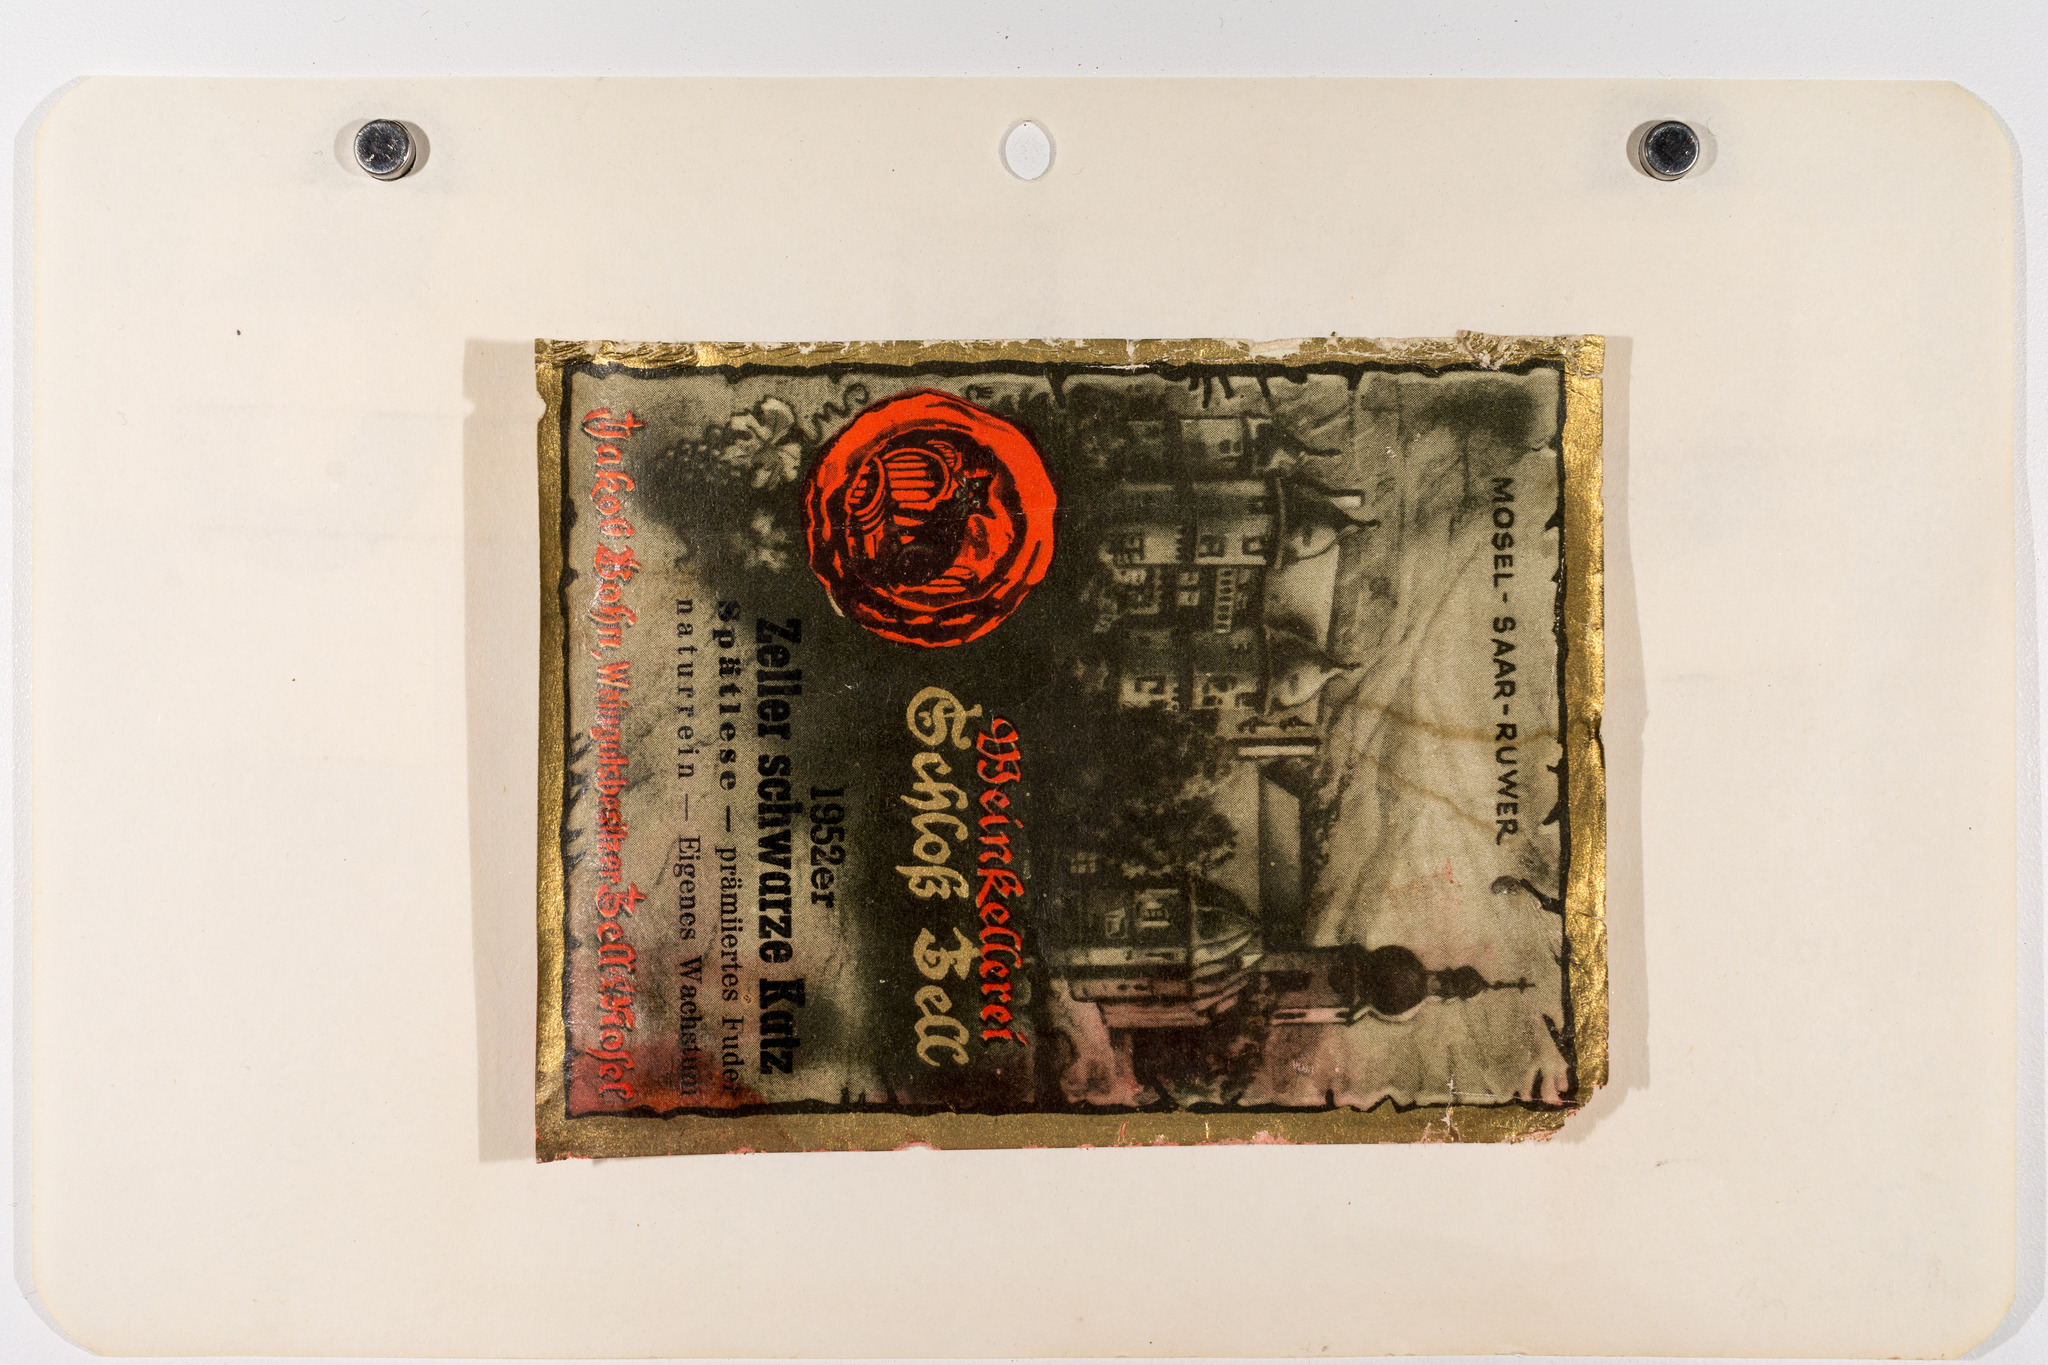 MOSEL-SAAR-RUWER
Weinkellerei
Schloß Zell
1952er
Zeller schwarze Katz
Spätlese — prämiiertes Fuder
naturrein — Eigenes Wachstum
Jakob Bohn, Weingutsbesitzer Zell/Mosel